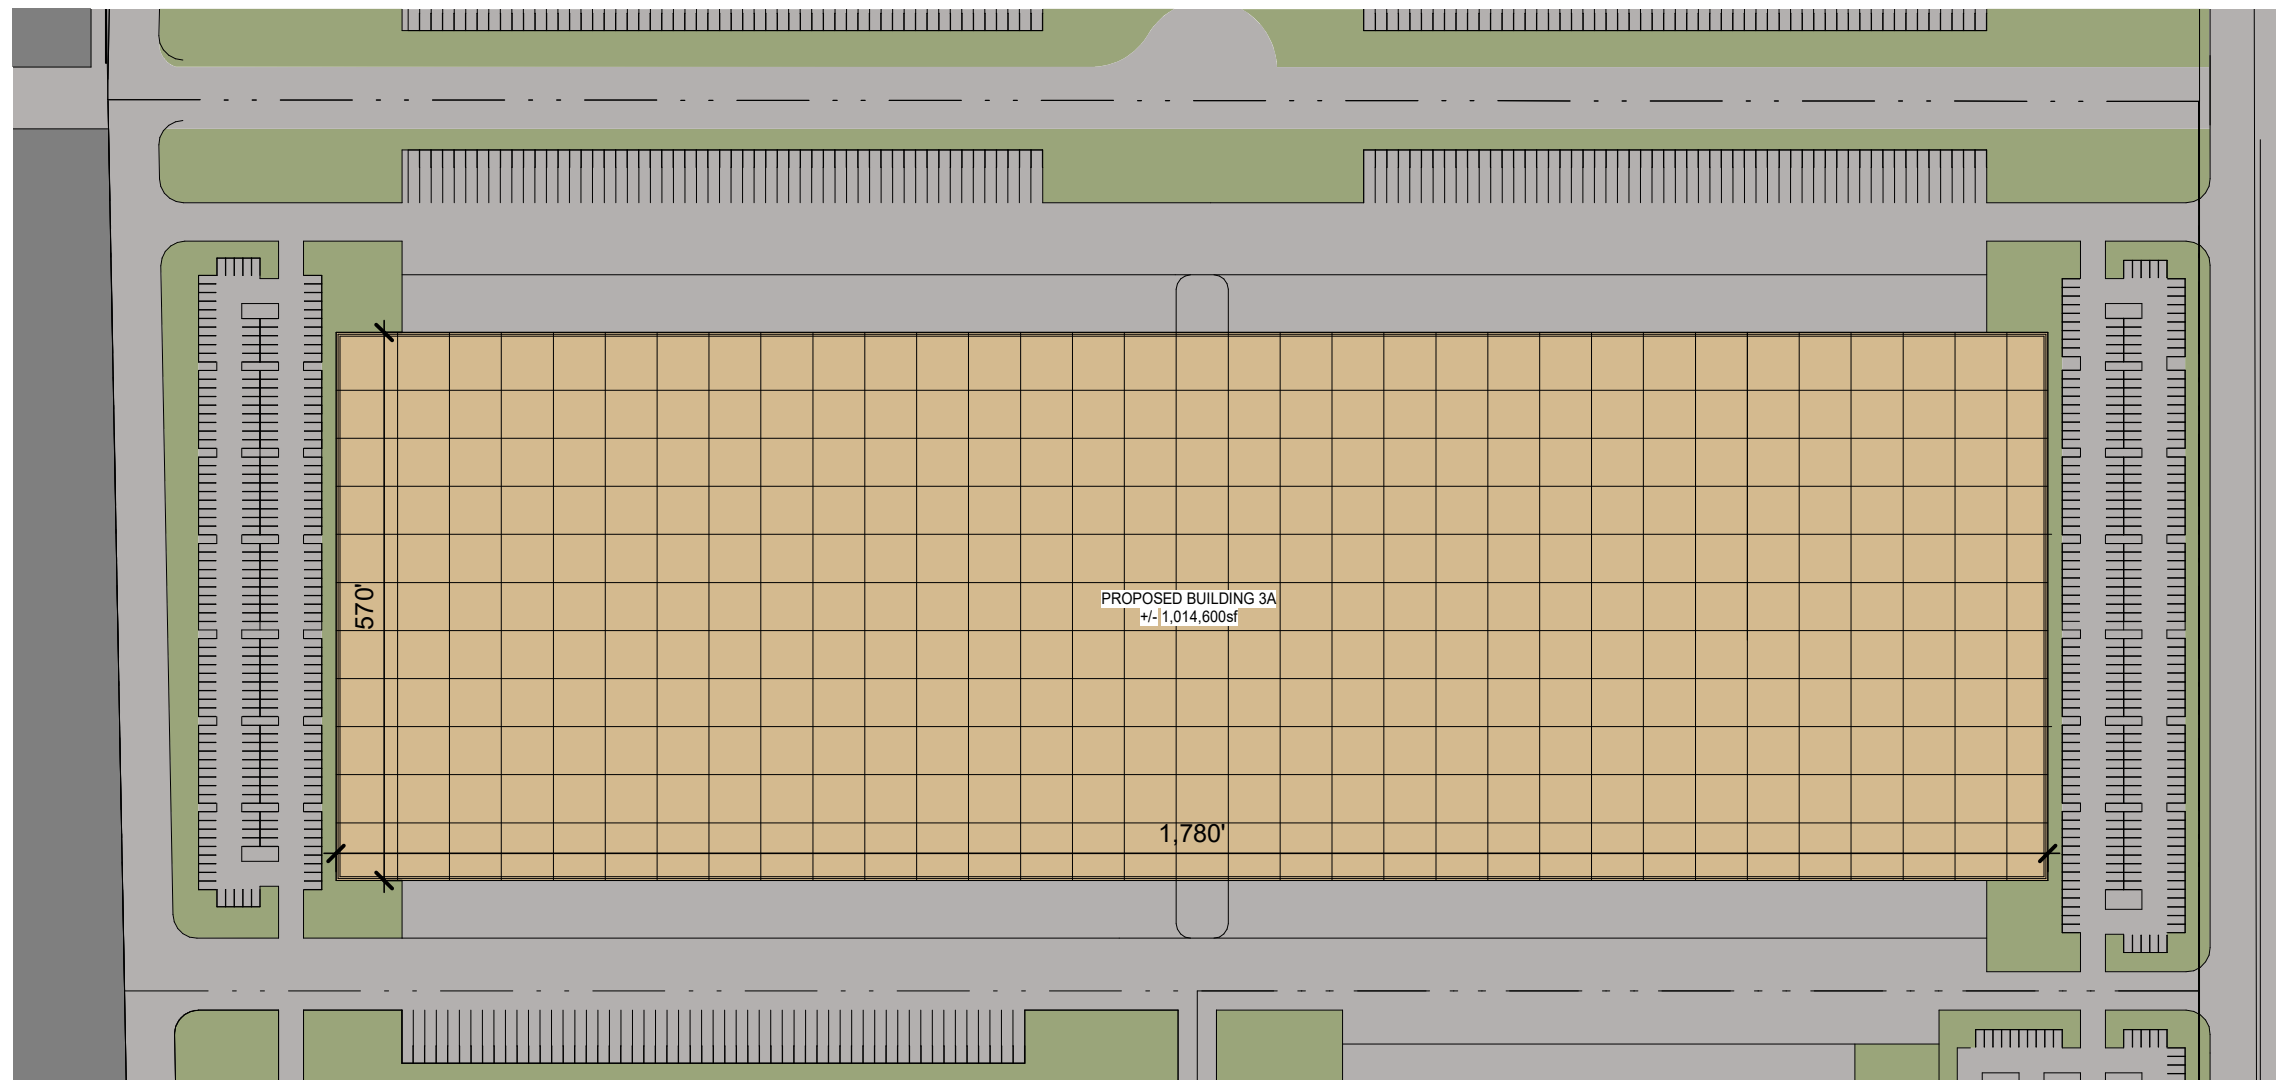 PROPOSED BUILDING 3A
+/- 1,014,600sf
570'
1,780'